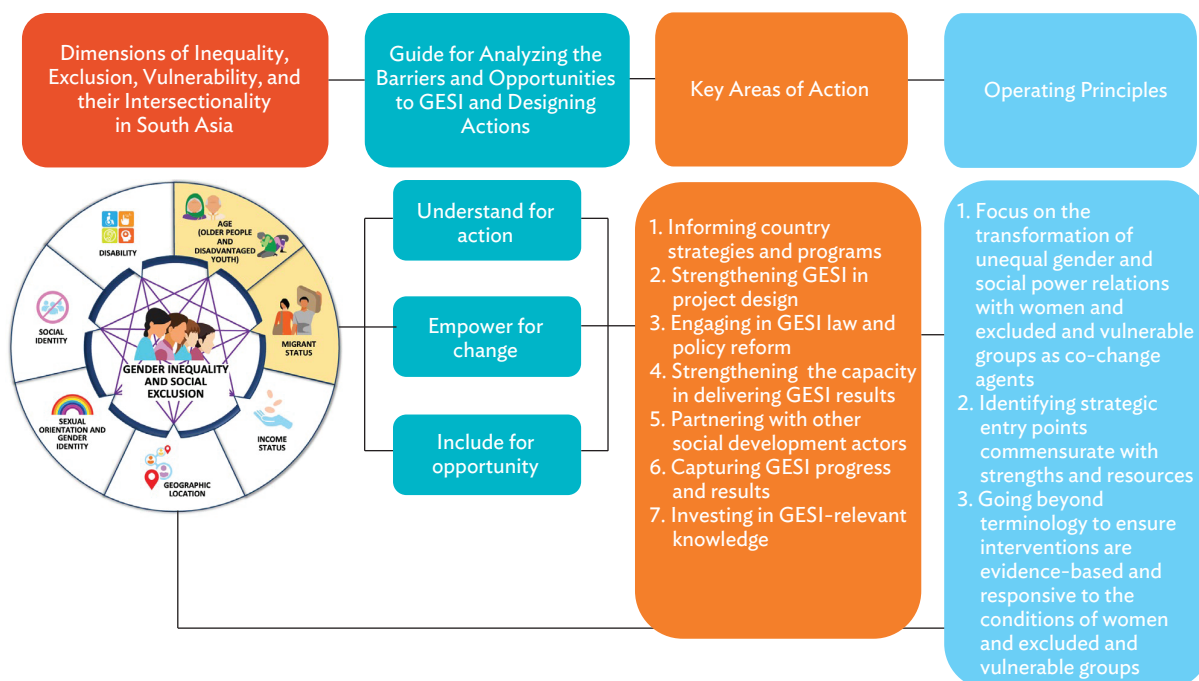 Dimensions of Inequality,
Exclusion, Vulnerability, and
their Intersectionality
in South Asia
Guide for Analyzing the
Barriers and Opportunities
to GESI and Designing
Actions
Key Areas of Action
Operating Principles
DISABILITY
AGE
(OLDER PEOPLE
AND
DISADVANTAGED
YOUTH)
SOCIAL
IDENTITY
MIGRANT
STATUS
GENDER INEQUALITY
AND SOCIAL
EXCLUSION
SEXUAL
ORIENTATION AND
GENDER
IDENTITY
INCOME
STATUS
GEOGRAPHIC
LOCATION
Understand for
action
Empower for
change
Include for
opportunity
1. Informing country
strategies and programs
2. Strengthening GESI in
project design
3. Engaging in GESI law and
policy reform
4. Strengthening the capacity
in delivering GESI results
5. Partnering with other
social development actors
6. Capturing GESI progress
and results
7. Investing in GESI-relevant
knowledge
1. Focus on the
transformation of
unequal gender and
social power relations
with women and
excluded and vulnerable
groups as co-change
agents
2. Identifying strategic
entry points
commensurate with
strengths and resources
3. Going beyond
terminology to ensure
interventions are
evidence-based and
responsive to the
conditions of women
and excluded and
vulnerable groups